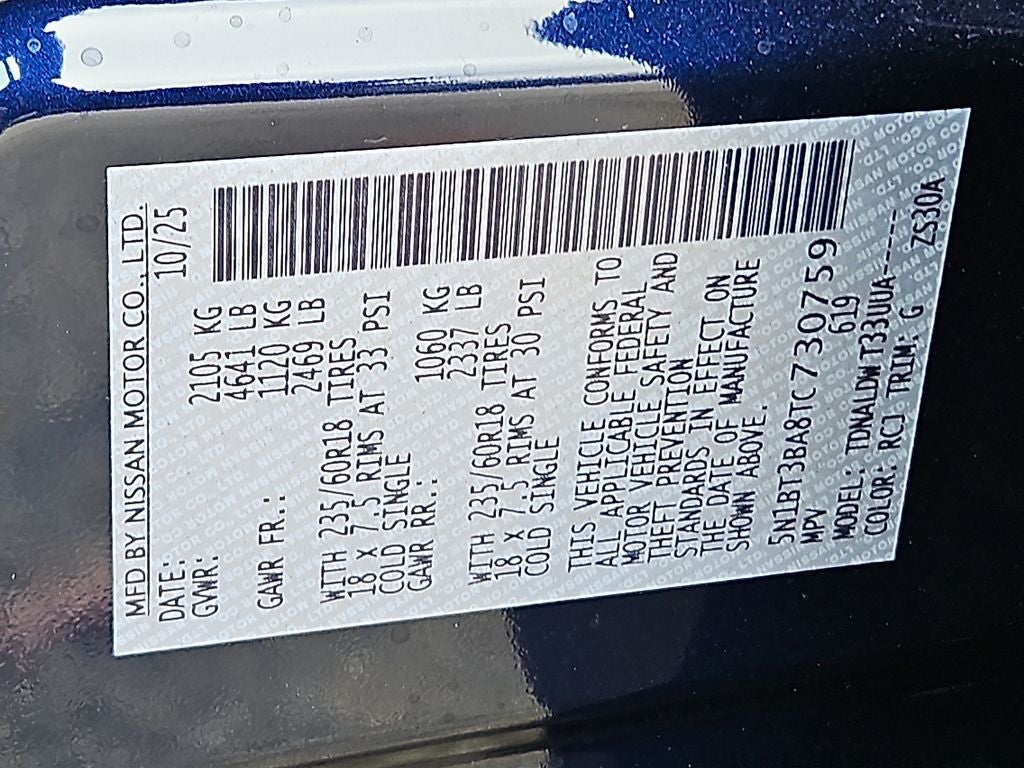 MFD BY NISSAN MOTOR CO., LTD.
DATE: 10/25
GVWR: 2105 KG
4641 LB
GAWR FR.: 1120 KG
2469 LB
WITH 235/60R18 TIRES
18 X 7.5 RIMS AT 33 PSI
COLD SINGLE
GAWR RR.: 1060 KG
2337 LB
WITH 235/60R18 TIRES
18 X 7.5 RIMS AT 30 PSI
COLD SINGLE
THIS VEHICLE CONFORMS TO
ALL APPLICABLE FEDERAL
MOTOR VEHICLE SAFETY AND
THEFT PREVENTION
STANDARDS IN EFFECT ON
THE DATE OF MANUFACTURE
SHOWN ABOVE.
5N1BT3BA8TC730759
MPV 619
MODEL: TDNALDWT33UUA-----
COLOR: RCJ TRIM: G ZS30A